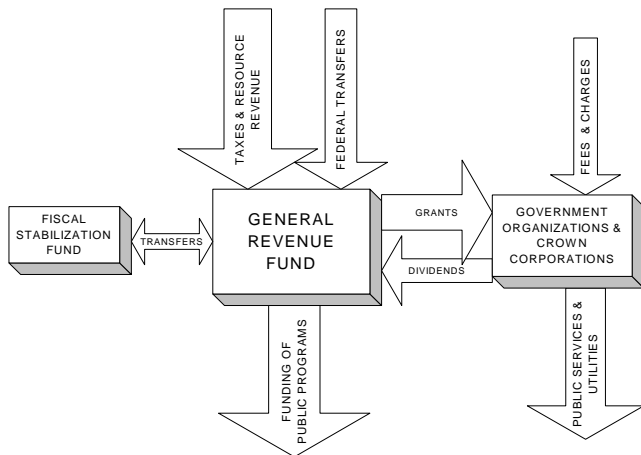 TAXES & RESOURCE
REVENUE
FEDERAL TRANSFERS
FEES & CHARGES
FISCAL
STABILIZATION
FUND
TRANSFERS
GENERAL
REVENUE
FUND
GRANTS
DIVIDENDS
GOVERNMENT
ORGANIZATIONS &
CROWN
CORPORATIONS
FUNDING OF
PUBLIC PROGRAMS
PUBLIC SERVICES &
UTILITIES